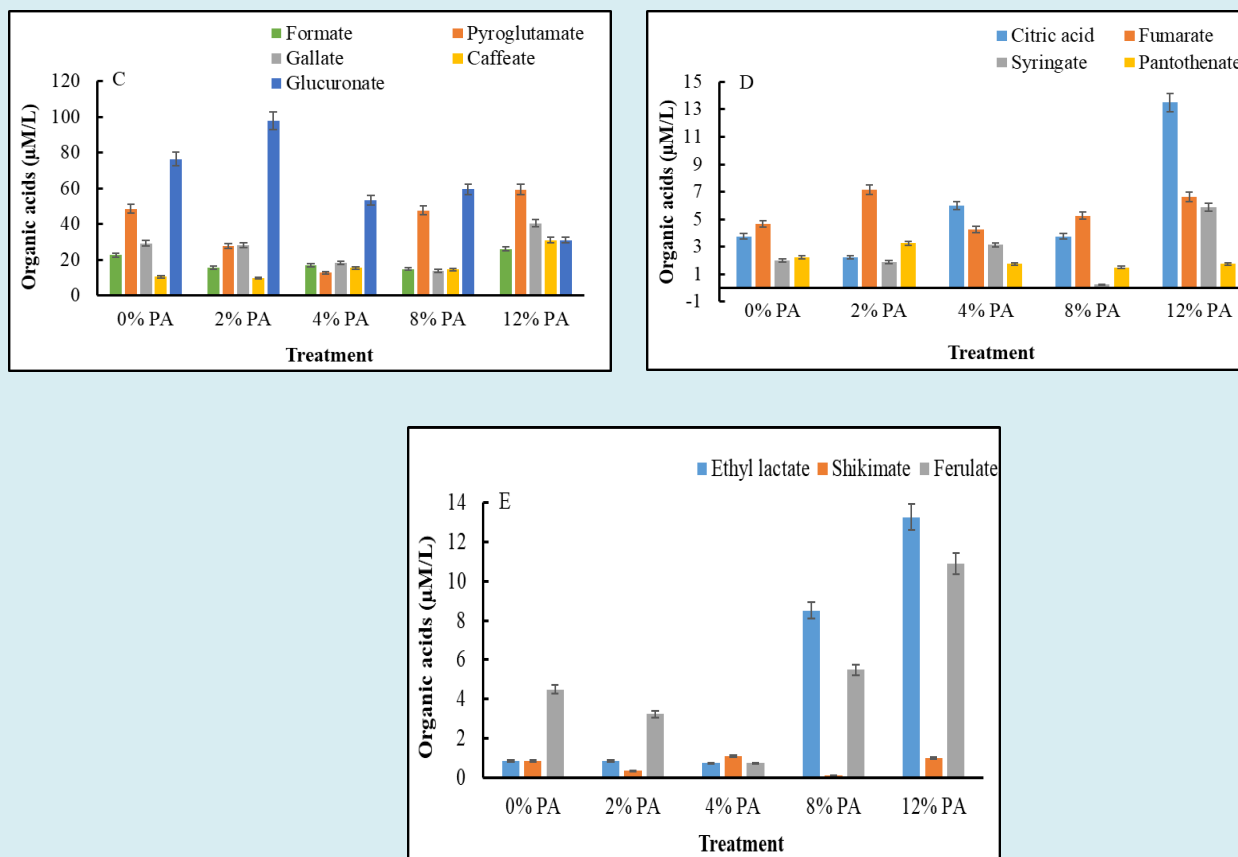 Formate Pyroglutamate
Gallate Caffeate
Glucuronate
C
120
100
80
60
40
20
0
Organic acids (µM/L)
0% PA 2% PA 4% PA 8% PA 12% PA
Treatment
Citric acid Fumarate
Syringate Pantothenate
D
15
13
11
9
7
5
3
1
-1
Organic acids (µM/L)
0% PA 2% PA 4% PA 8% PA 12% PA
Treatment
Ethyl lactate Shikimate Ferulate
E
14
12
10
8
6
4
2
0
Organic acids (µM/L)
0% PA 2% PA 4% PA 8% PA 12% PA
Treatment